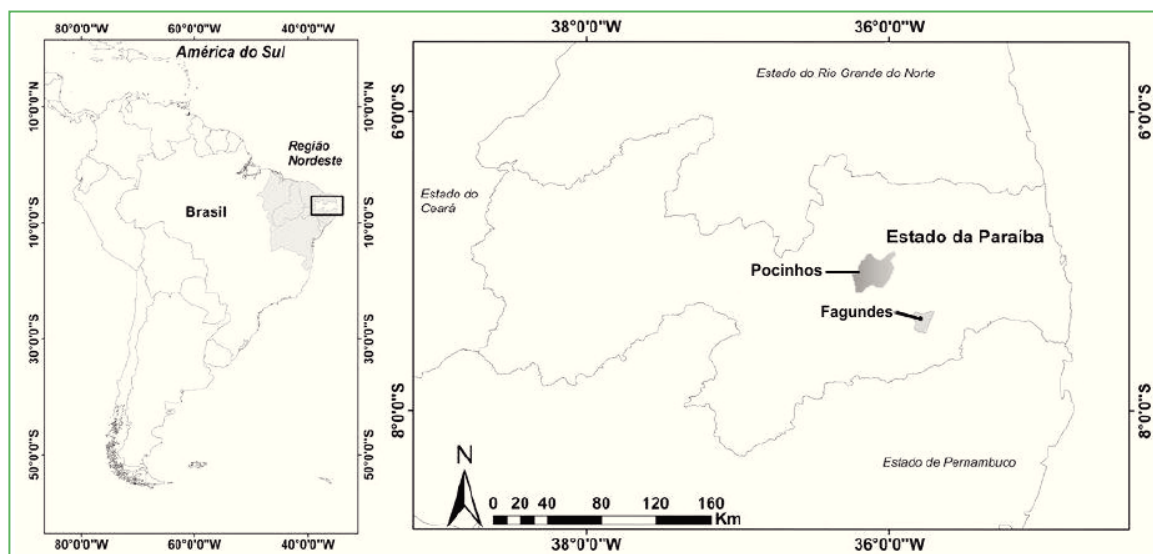 80°0'0"W 60°0'0"W 40°0'0"W
América do Sul
10°0'0"N
10°0'0"S
30°0'0"S
50°0'0"S
Região
Nordeste
Brasil
10°0'0"N
10°0'0"S
30°0'0"S
50°0'0"S
80°0'0"W 60°0'0"W 40°0'0"W
38°0'0"W 36°0'0"W
6°0'0"S
8°0'0"S
Estado do Rio Grande do Norte
Estado do
Ceará
Estado da Paraíba
Pocinhos
Fagundes
Estado de Pernambuco
N
0 20 40 80 120 160
Km
6°0'0"S
8°0'0"S
38°0'0"W 36°0'0"W